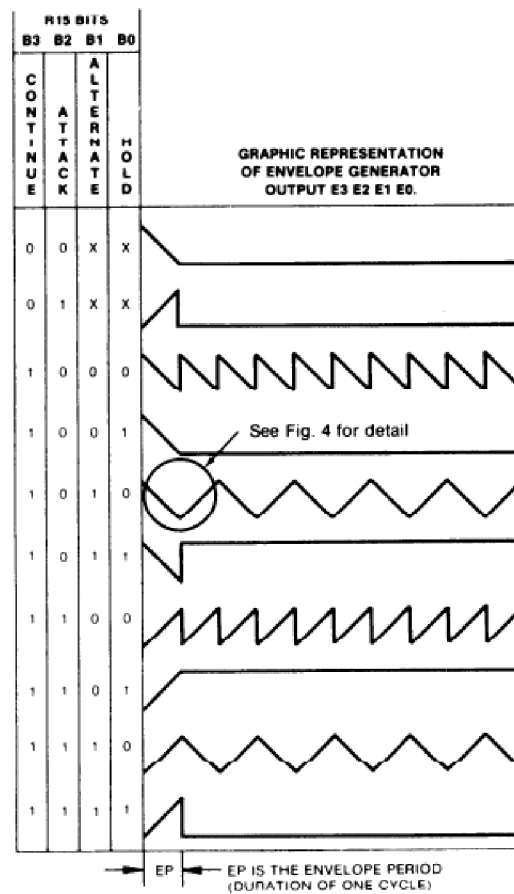 R15 BITS
B3 B2 B1 B0
CONTINUE
ATTACK
ALTERNATE
HOLD
GRAPHIC REPRESENTATION
OF ENVELOPE GENERATOR
OUTPUT E3 E2 E1 E0.
0 0 X X
0 1 X X
1 0 0 0
1 0 0 1
See Fig. 4 for detail
1 0 1 0
1 0 1 1
1 1 0 0
1 1 0 1
1 1 1 0
1 1 1 1
EP
EP IS THE ENVELOPE PERIOD
(DURATION OF ONE CYCLE)